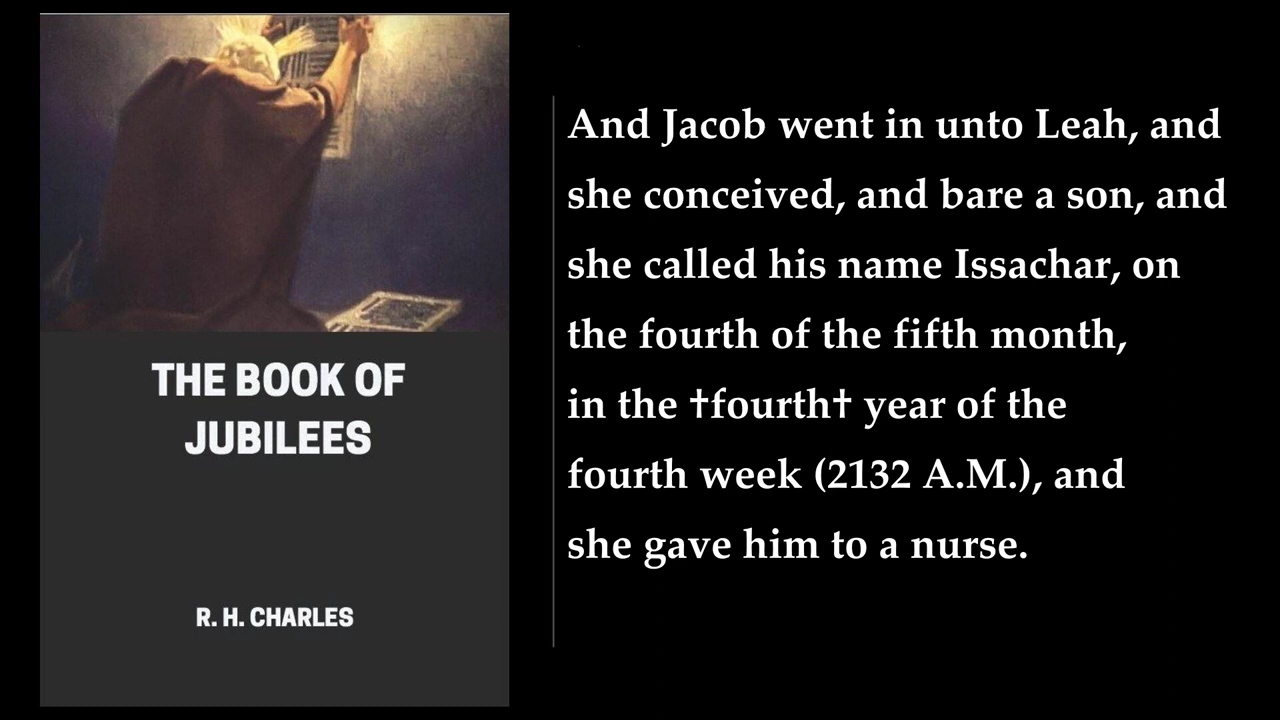 THE BOOK OF
JUBILEES
R. H. CHARLES
And Jacob went in unto Leah, and
she conceived, and bare a son, and
she called his name Issachar, on
the fourth of the fifth month,
in the †fourth† year of the
fourth week (2132 A.M.), and
she gave him to a nurse.